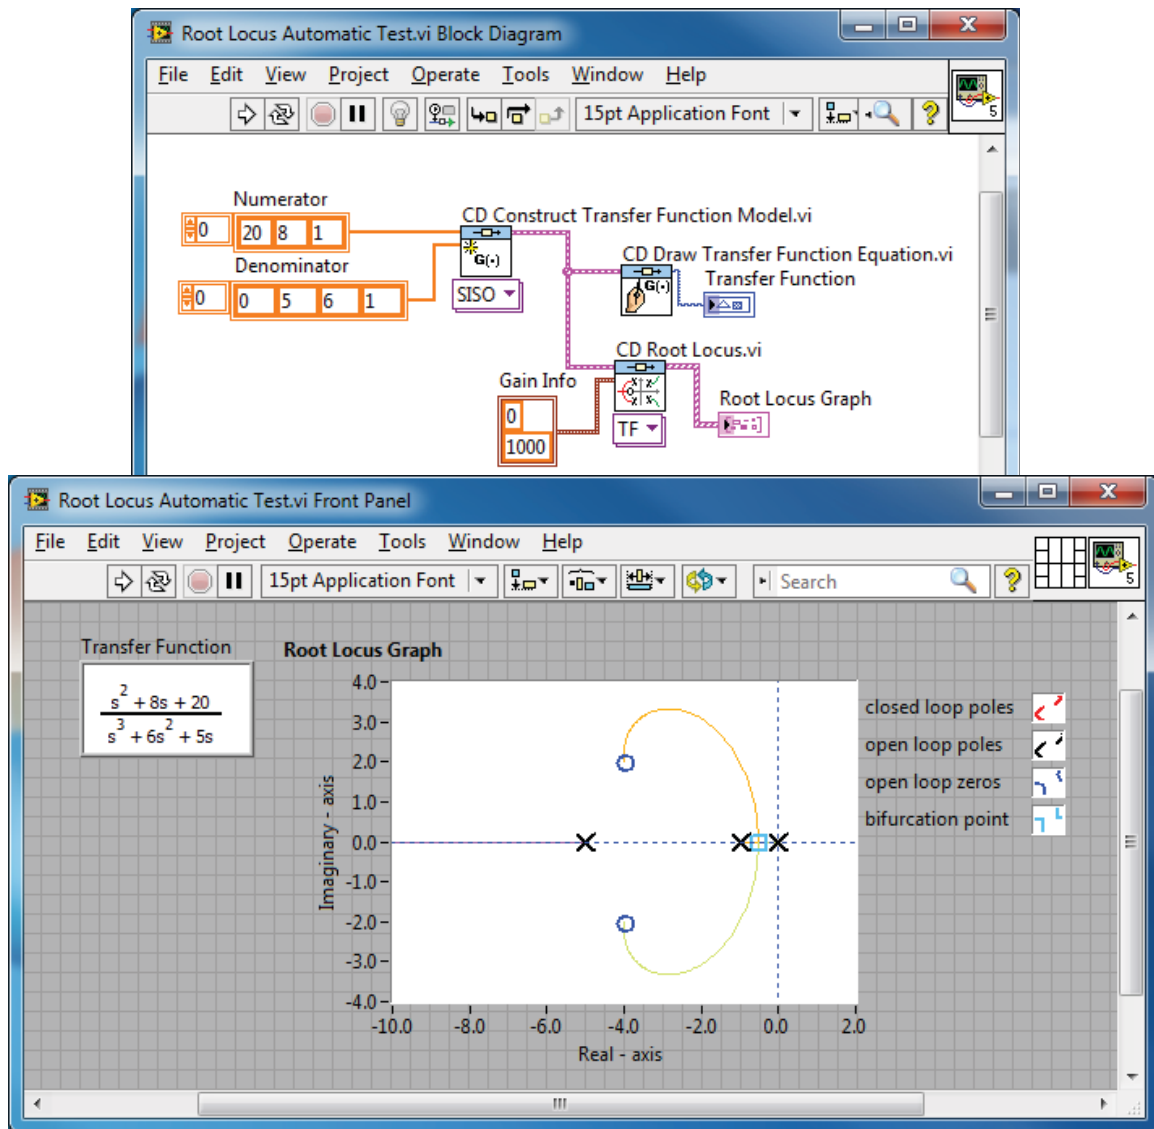 Root Locus Automatic Test.vi Block Diagram
File Edit View Project Operate Tools Window Help
15pt Application Font
5
Numerator
0 20 8 1
CD Construct Transfer Function Model.vi
G(•)
SISO
Denominator
0 0 5 6 1
CD Draw Transfer Function Equation.vi
G(•)
Transfer Function
CD Root Locus.vi
TF
Gain Info
0
1000
Root Locus Graph
Root Locus Automatic Test.vi Front Panel
File Edit View Project Operate Tools Window Help
15pt Application Font
Search
5
Transfer Function
s² + 8s + 20
s³ + 6s² + 5s
Root Locus Graph
4.0
3.0
2.0
1.0
0.0
-1.0
-2.0
-3.0
-4.0
Imaginary - axis
-10.0 -8.0 -6.0 -4.0 -2.0 0.0 2.0
Real - axis
closed loop poles
open loop poles
open loop zeros
bifurcation point